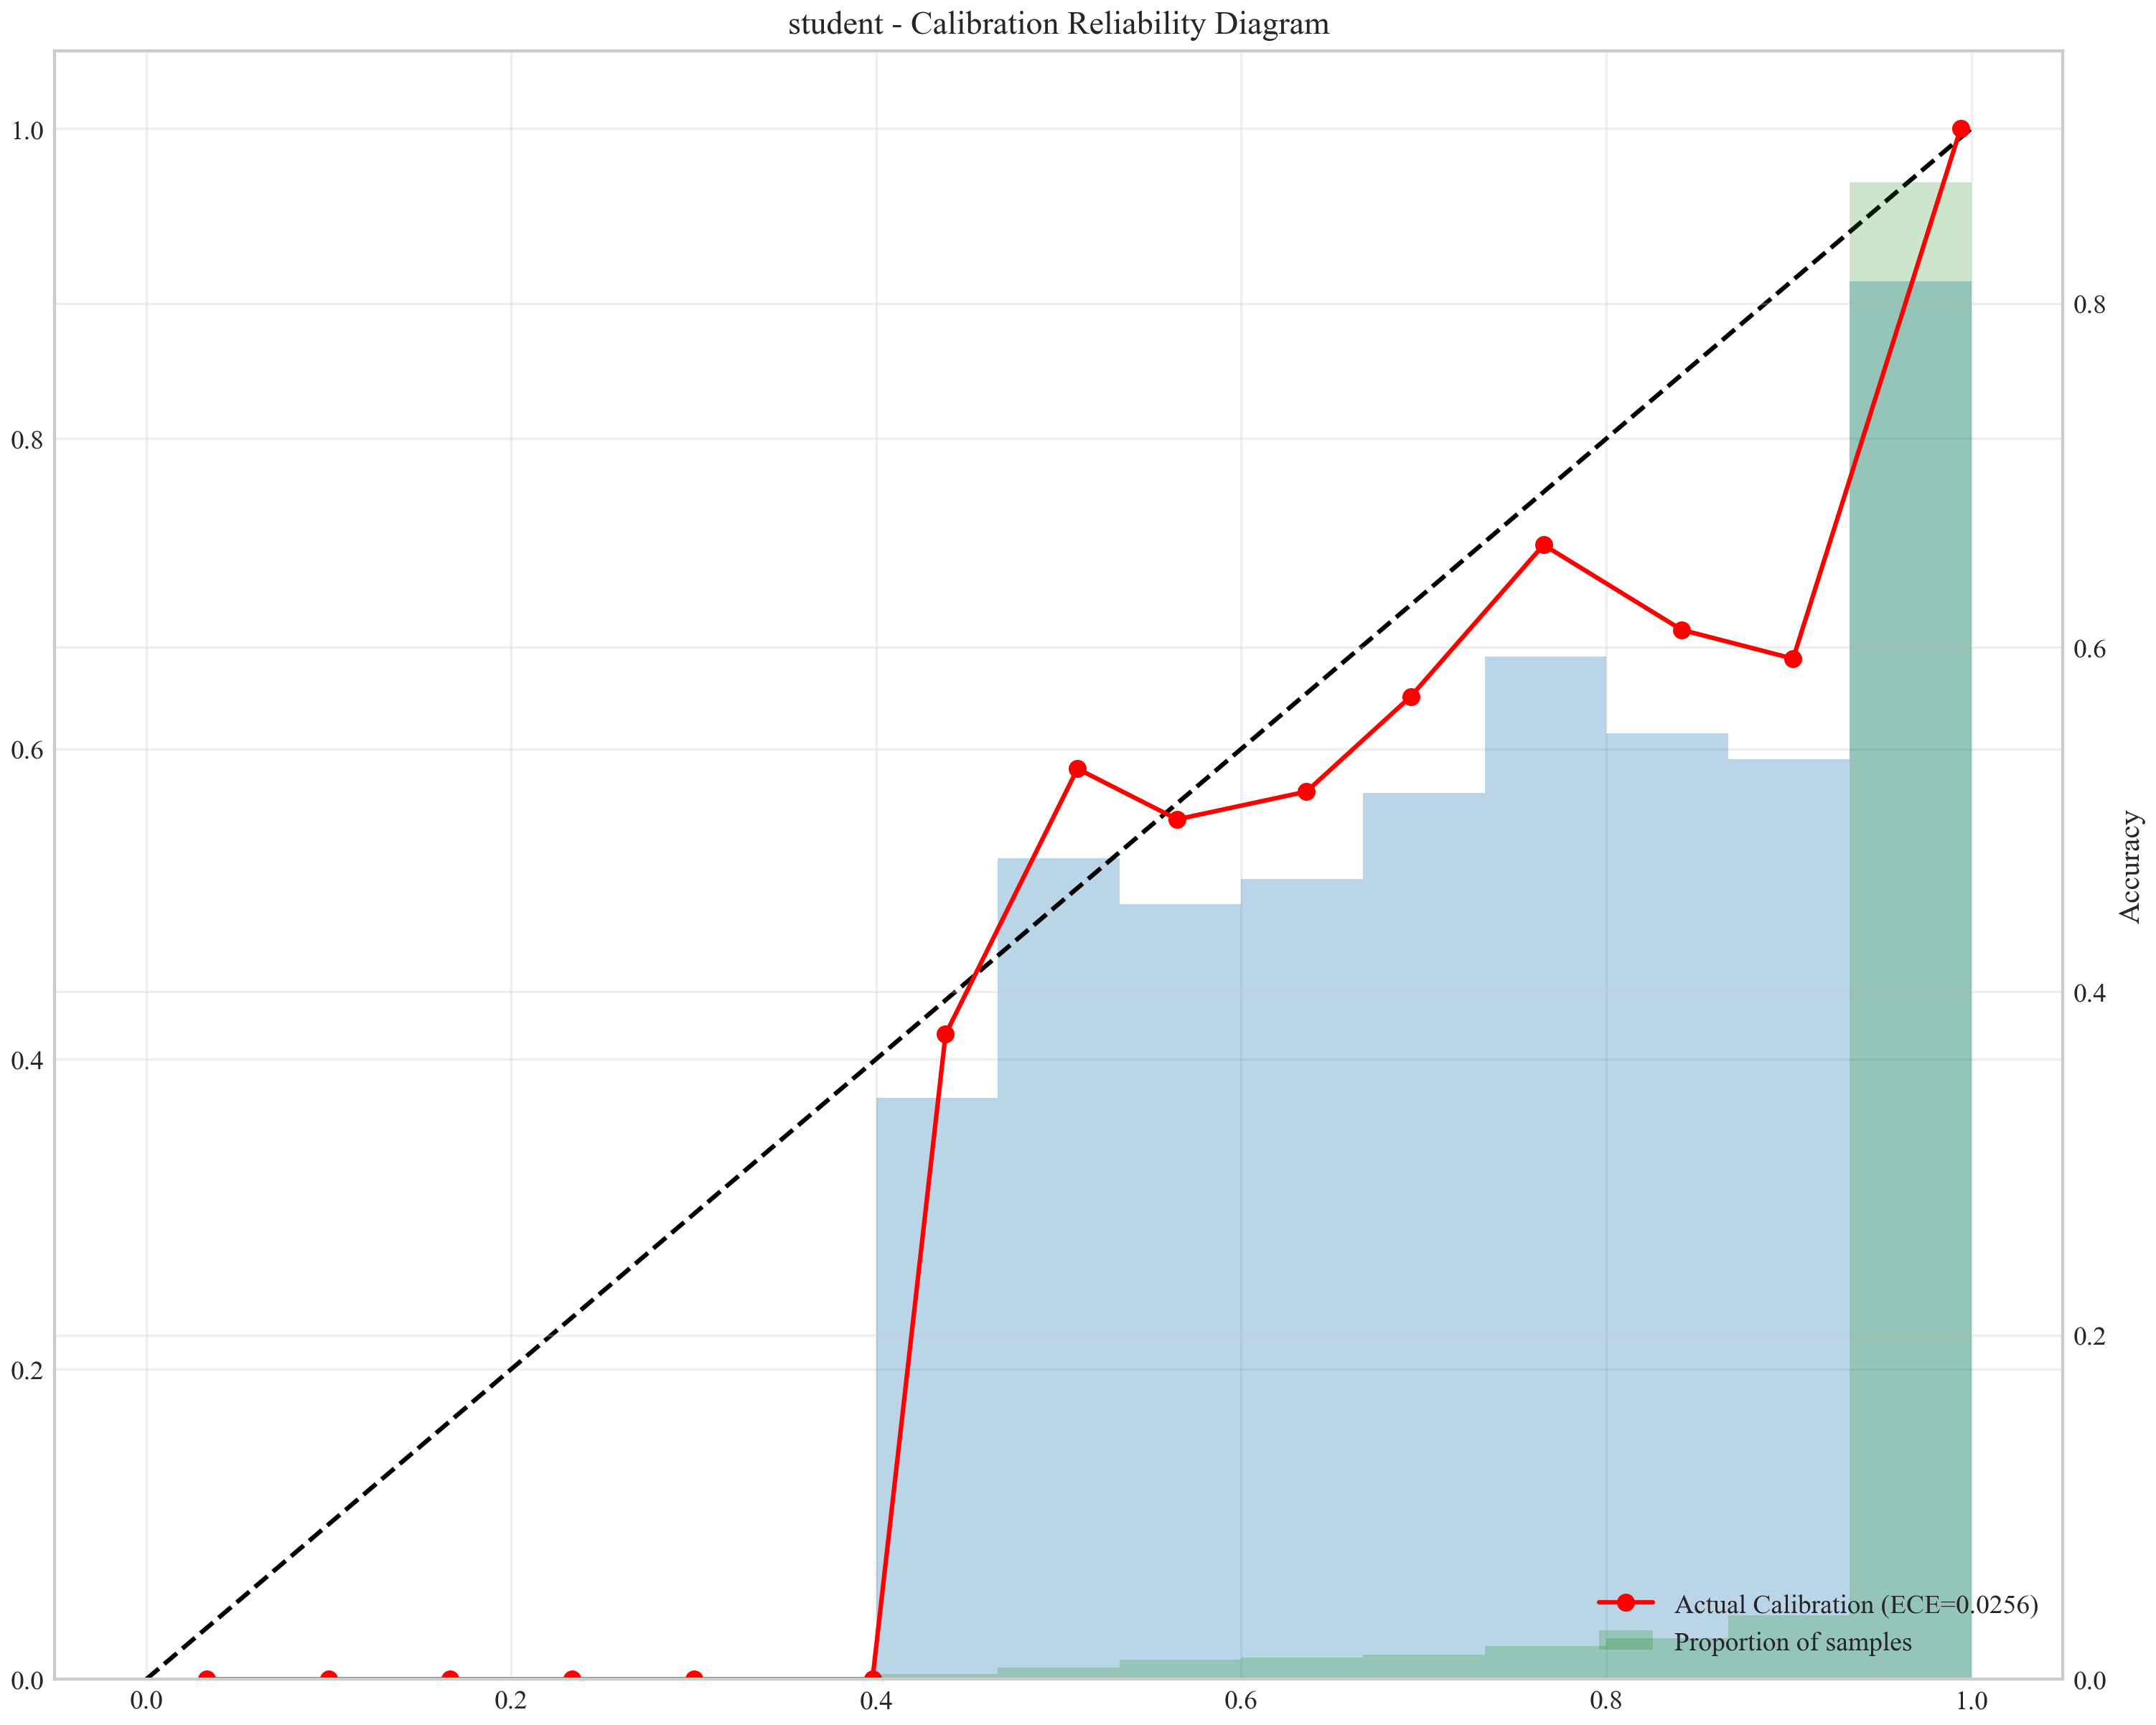 student - Calibration Reliability Diagram
1.0
0.8
0.6
0.4
0.2
0.0
0.8
0.6
0.4
0.2
0.0
Accuracy
Actual Calibration (ECE=0.0256)
Proportion of samples
0.0 0.2 0.4 0.6 0.8 1.0